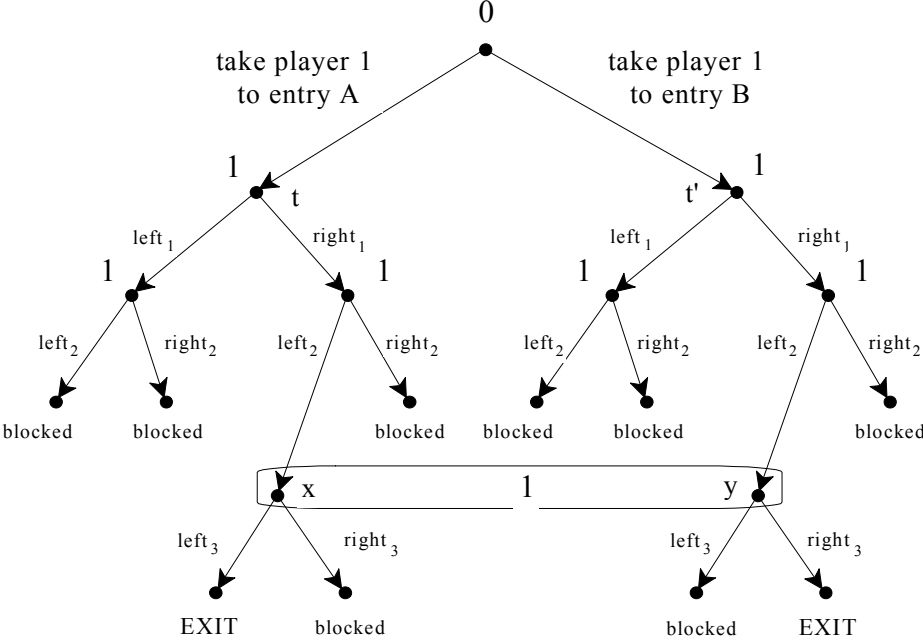 0
take player 1
to entry A
take player 1
to entry B
1
t
t'
1
left1
right1
left1
right1
1
1
1
1
left2
right2
left2
right2
left2
right2
left2
right2
blocked
blocked
blocked
blocked
blocked
blocked
x
1
y
left3
right3
left3
right3
EXIT
blocked
blocked
EXIT